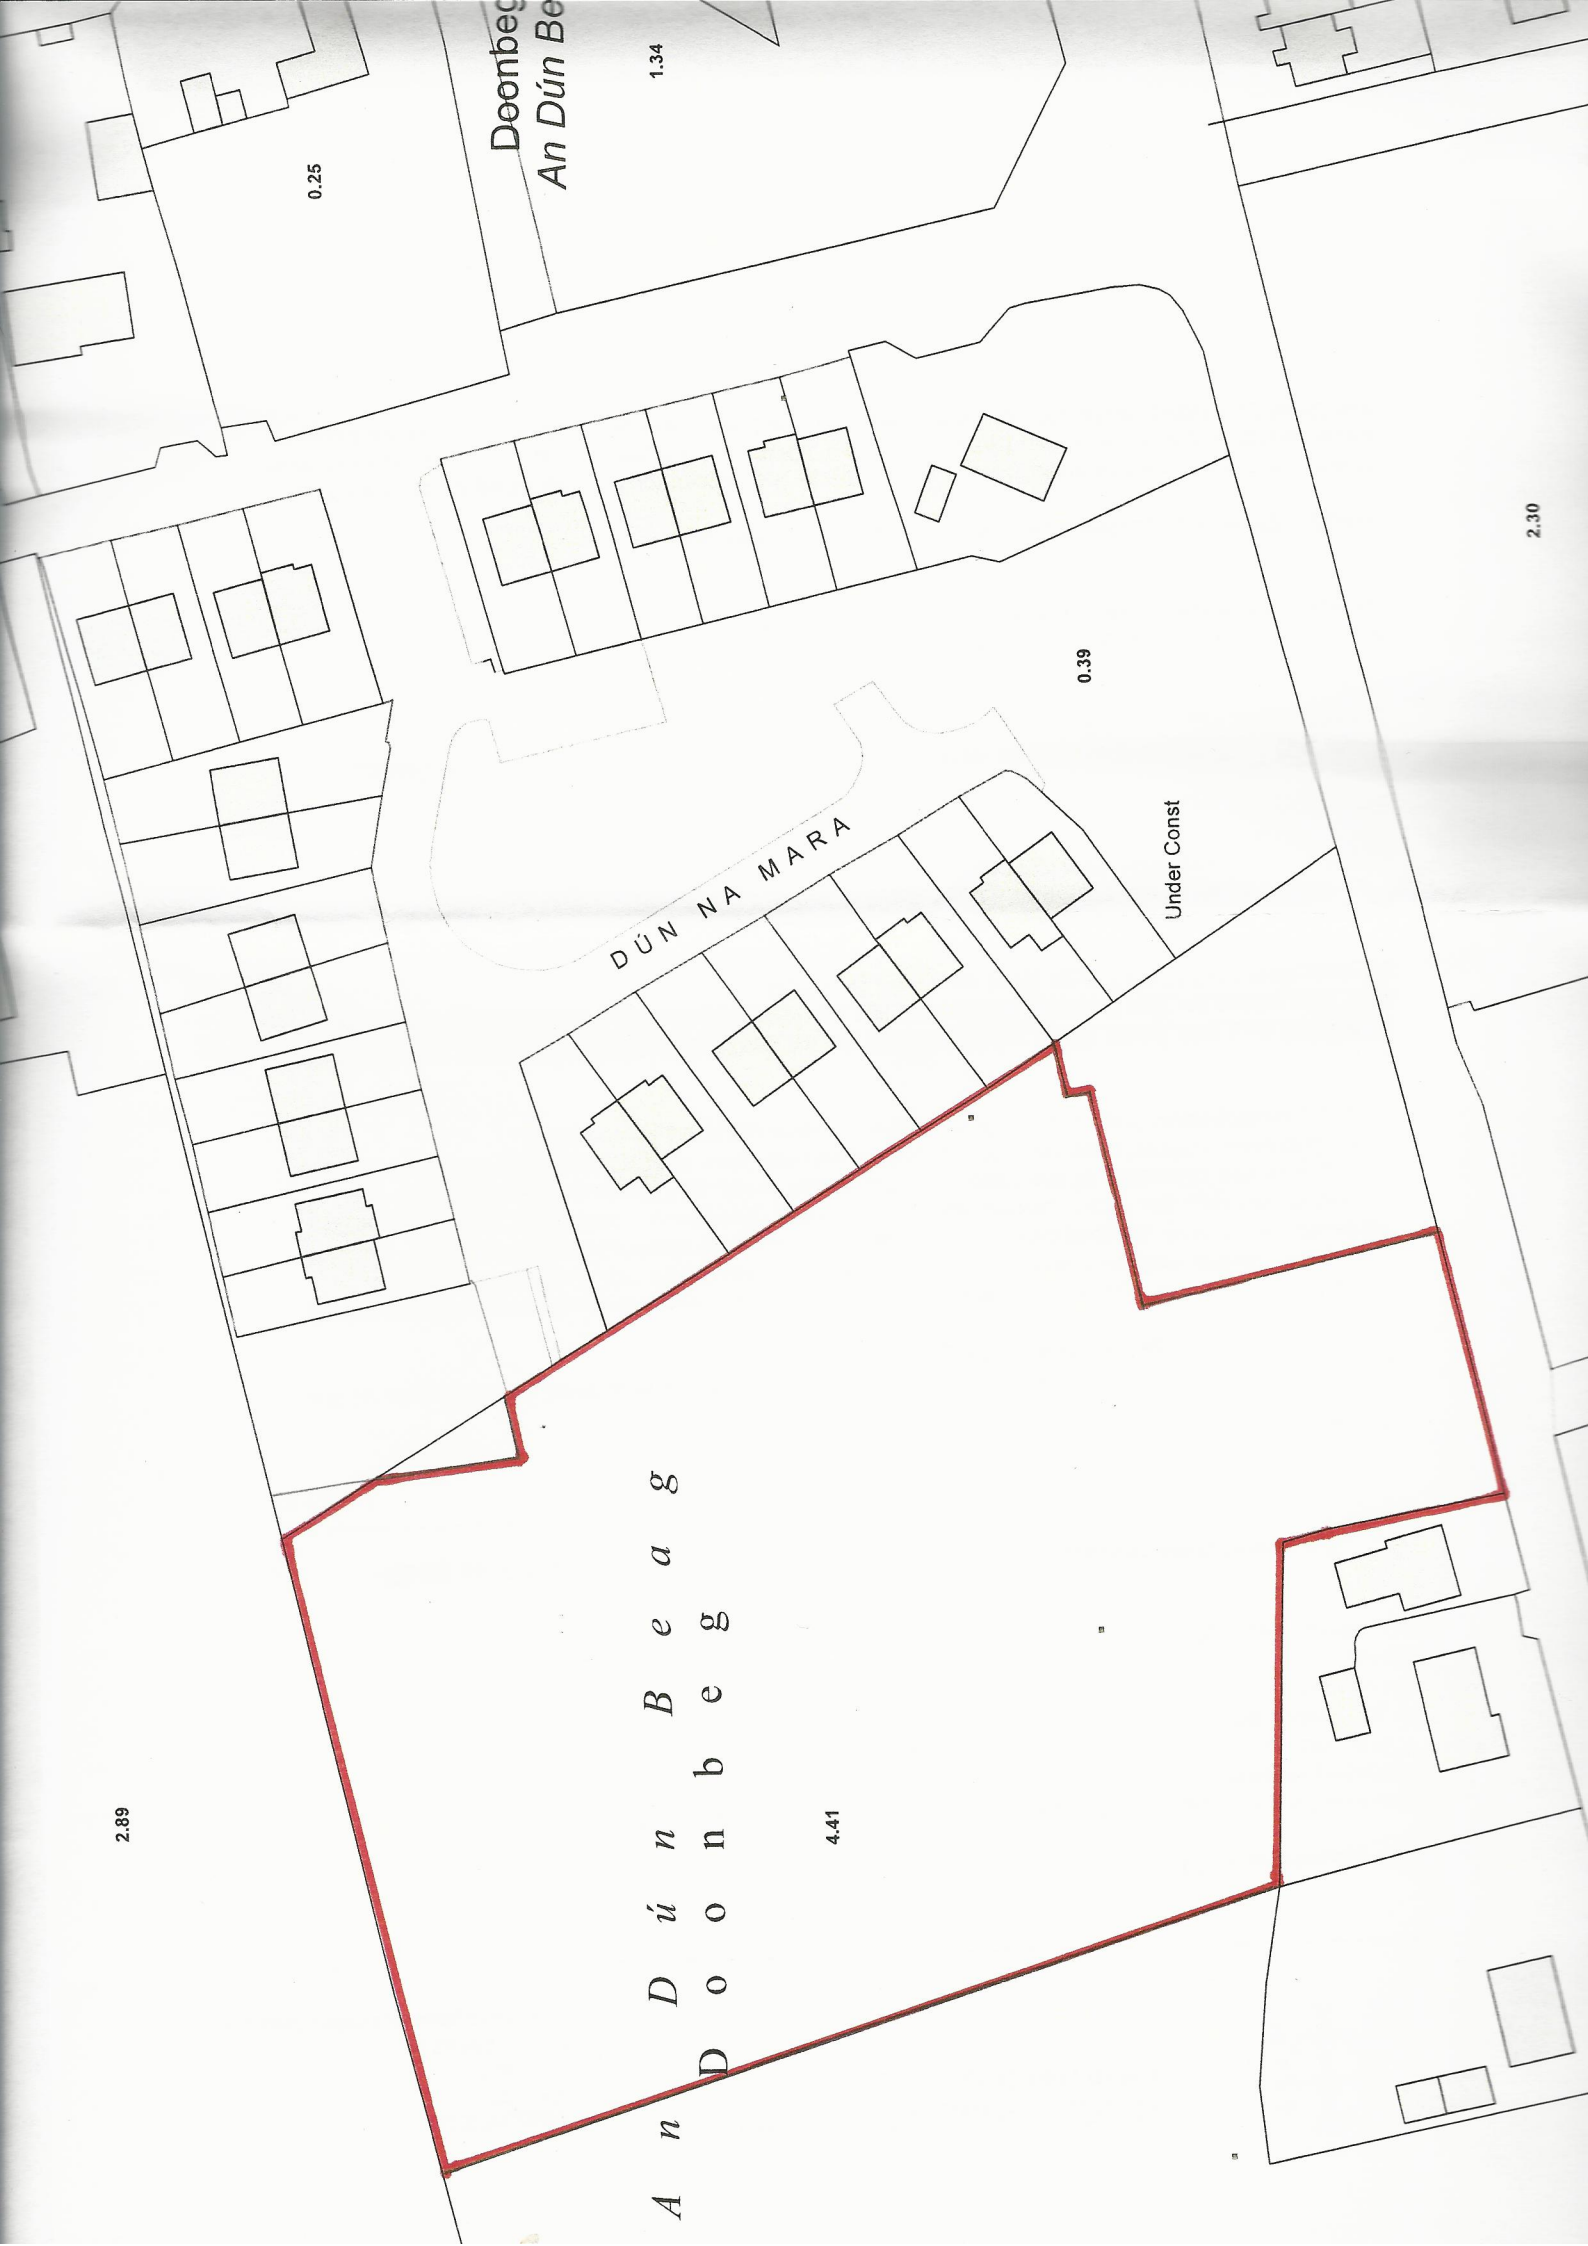 Doonbeg
An Dún Be
1.34
0.25
2.30
0.39
DÚN NA MARA
Under Const
An Dún Beag
Doonbeg
2.89
4.41